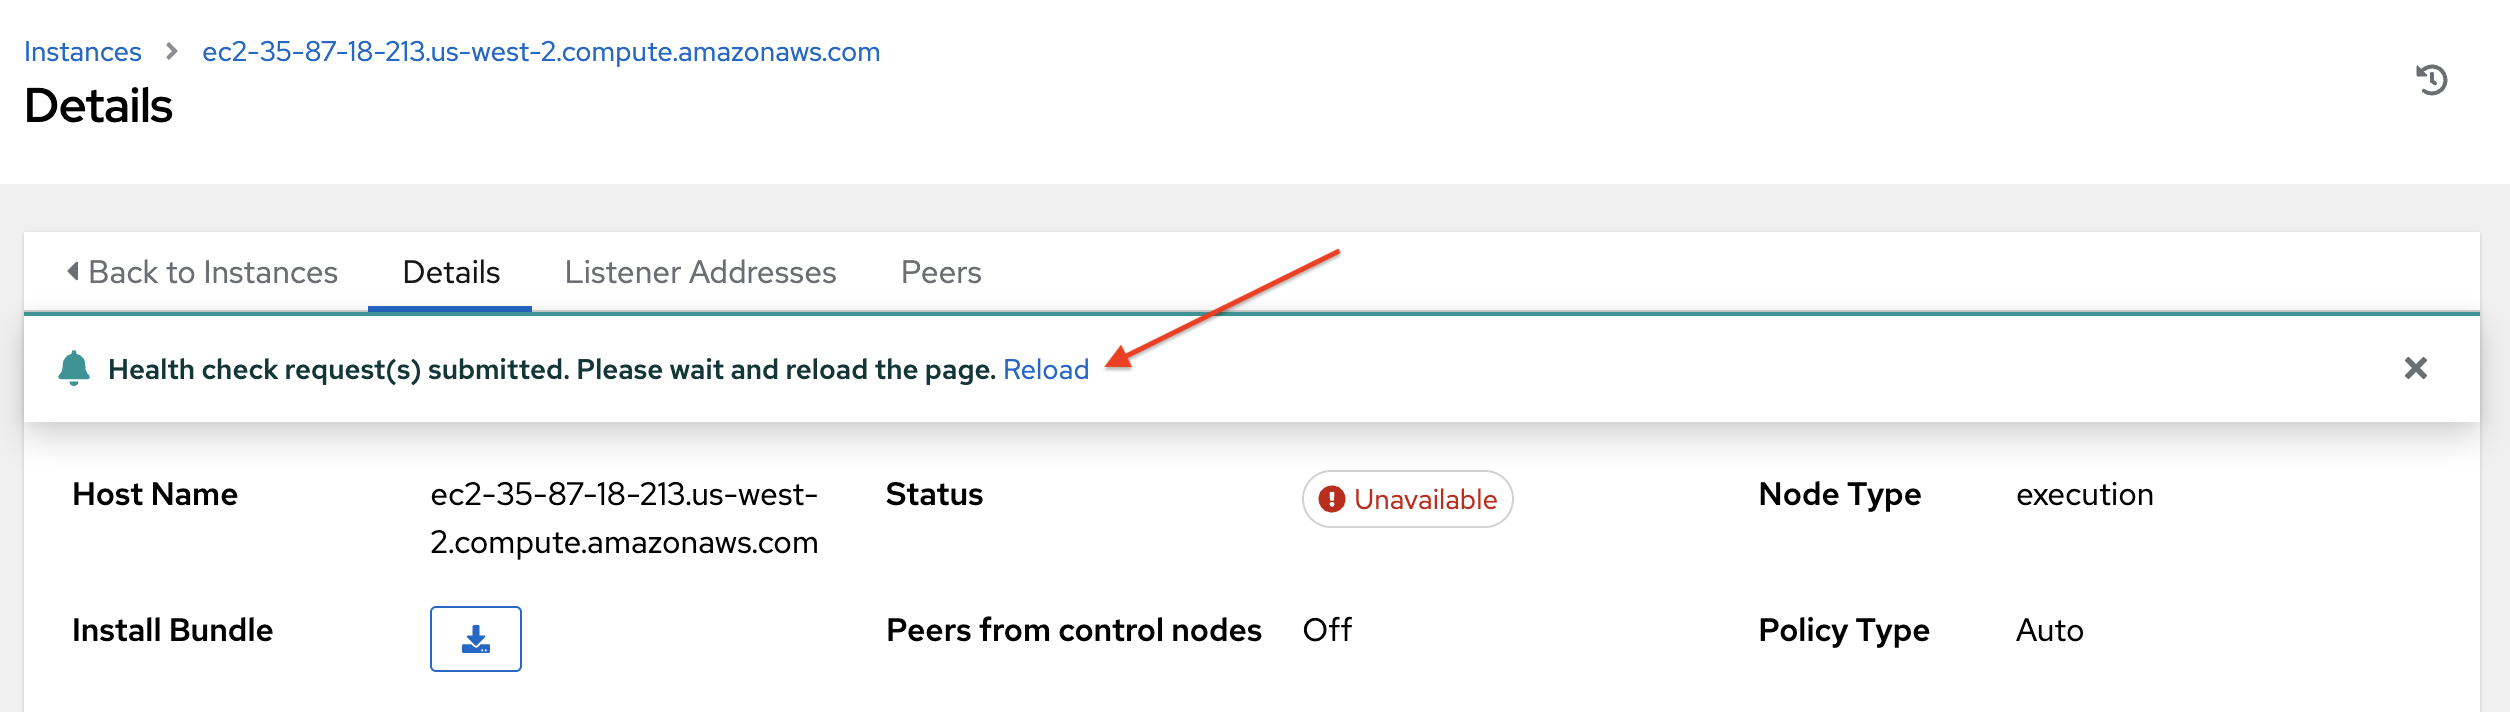 Instances > ec2-35-87-18-213.us-west-2.compute.amazonaws.com
Details
Back to Instances Details Listener Addresses Peers
Health check request(s) submitted. Please wait and reload the page. Reload
Host Name ec2-35-87-18-213.us-west- Status Unavailable Node Type execution
2.compute.amazonaws.com
Install Bundle Peers from control nodes Off Policy Type Auto